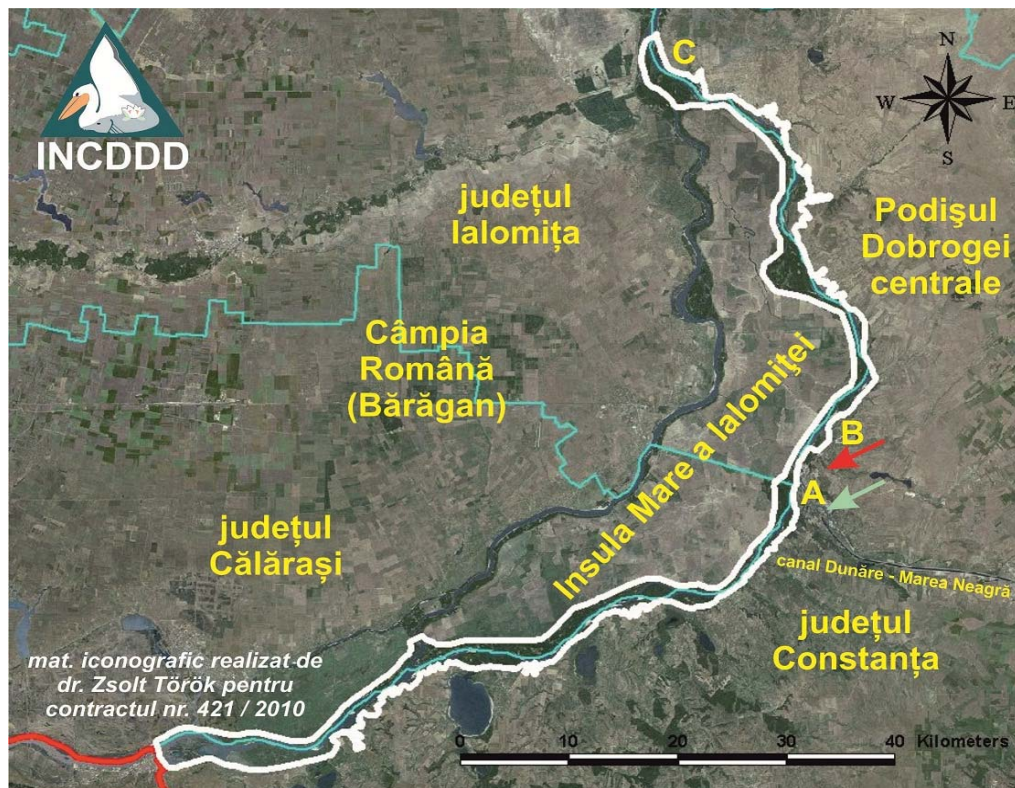 C
N
W
E
S
INCDDD
județul
Ialomița
Podișul
Dobrogei
centrale
Câmpia
Română
(Bărăgan)
Insula Mare a Ialomiței
B
A
județul
Călărași
canal Dunăre - Marea Neagră
județul
Constanța
mat. iconografic realizat de
dr. Zsolt Török pentru
contractul nr. 421 / 2010
0 10 20 30 40 Kilometers